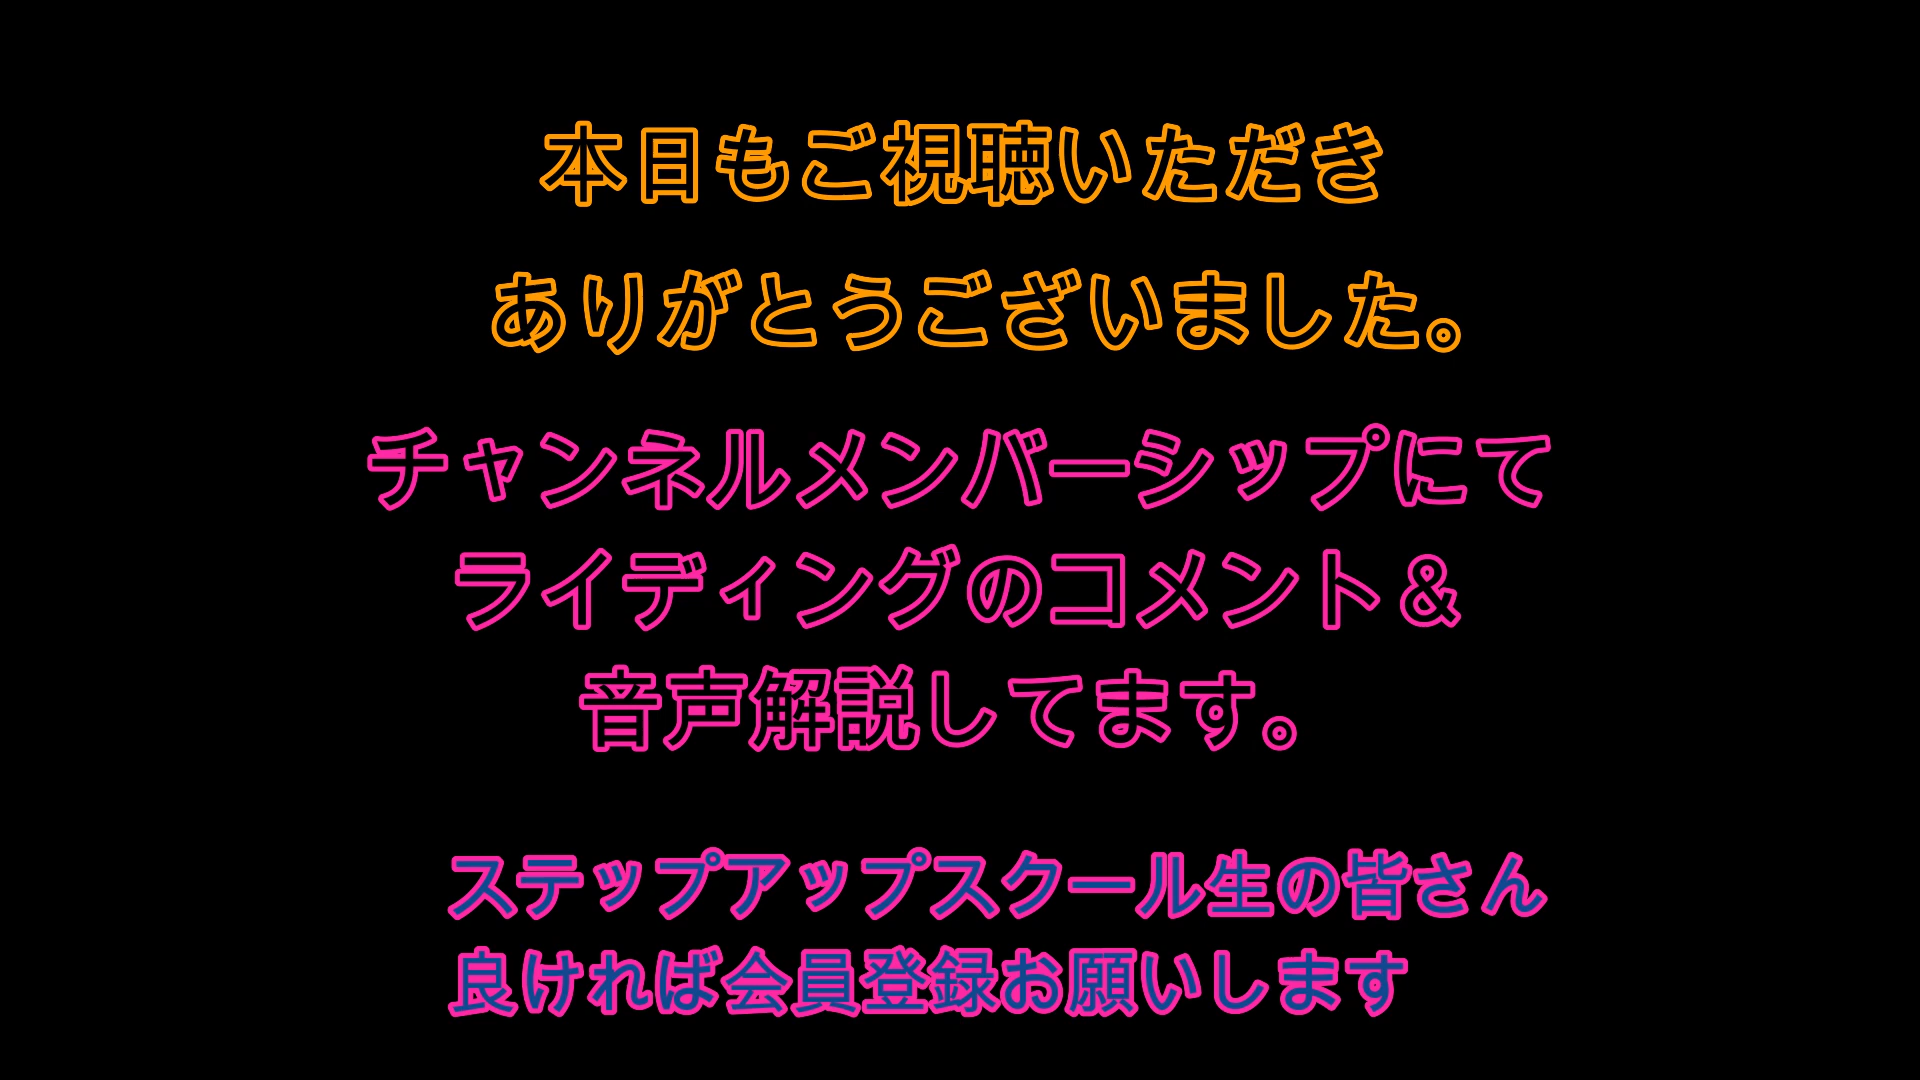 本日もご視聴いただき
ありがとうございました。
チャンネルメンバーシップにて
ライディングのコメント＆
音声解説してます。
ステップアップスクール生の皆さん
良ければ会員登録お願いします